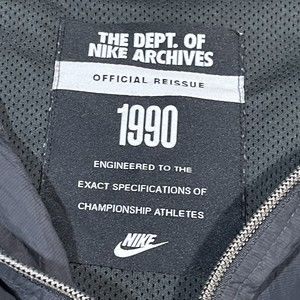 THE DEPT. OF
NIKE ARCHIVES
OFFICIAL REISSUE
1990
ENGINEERED TO THE
EXACT SPECIFICATIONS OF
CHAMPIONSHIP ATHLETES
NIKE